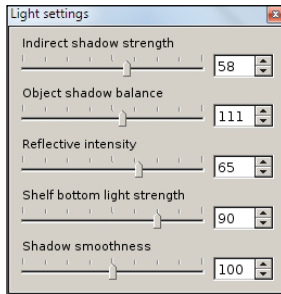 Light settings
Indirect shadow strength
58
Object shadow balance
111
Reflective intensity
65
Shelf bottom light strength
90
Shadow smoothness
100